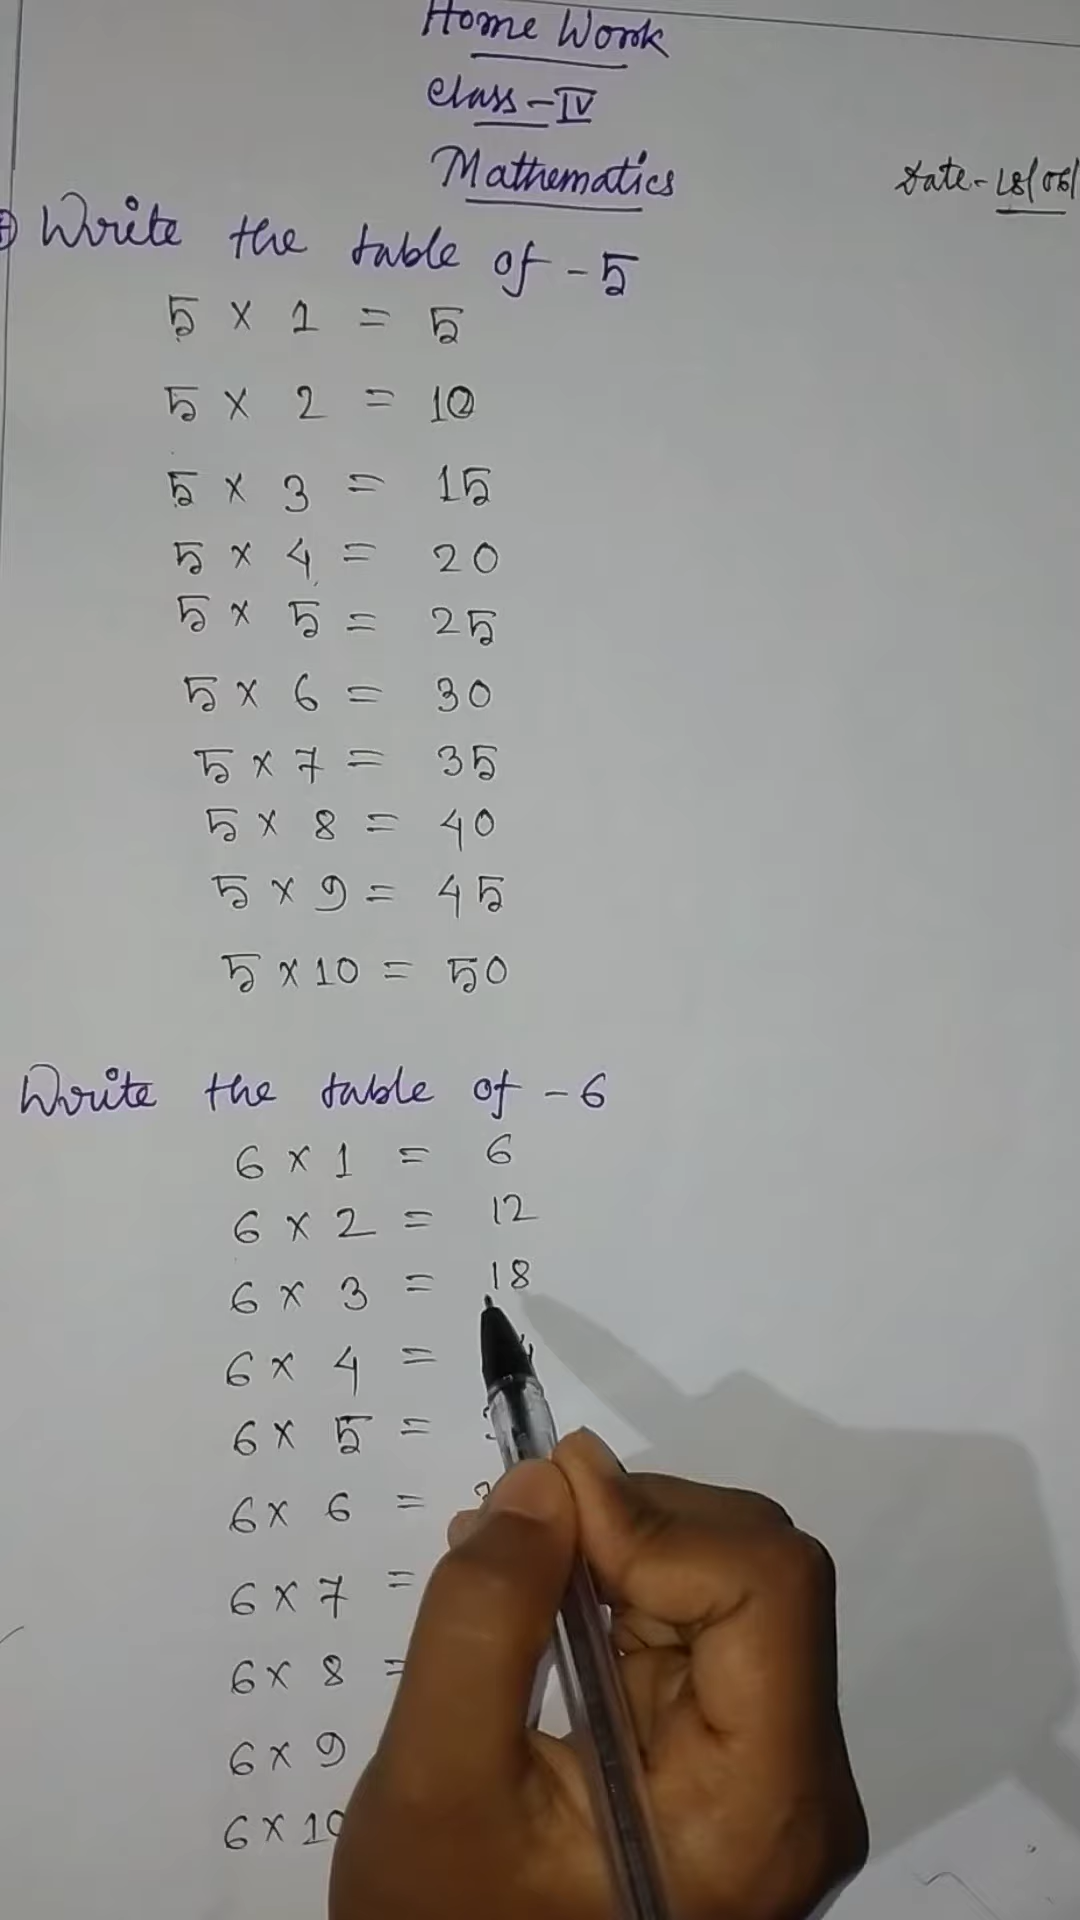 Home Work
Class - IV
Mathematics
Date - 18/06/
Write the table of - 5
5 × 1 = 5
5 × 2 = 10
5 × 3 = 15
5 × 4 = 20
5 × 5 = 25
5 × 6 = 30
5 × 7 = 35
5 × 8 = 40
5 × 9 = 45
5 × 10 = 50
Write the table of - 6
6 × 1 = 6
6 × 2 = 12
6 × 3 = 18
6 × 4 =
6 × 5 =
6 × 6 =
6 × 7 =
6 × 8 =
6 × 9
6 × 10